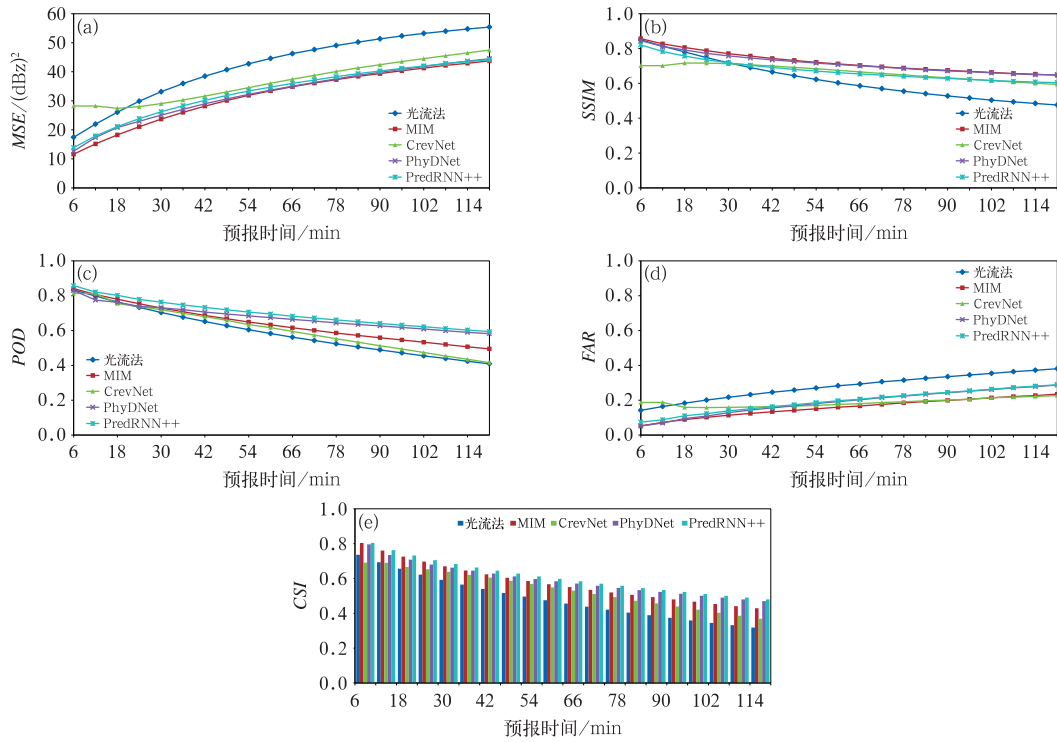 (a)
MSE/(dBz)²
60
50
40
30
20
10
0
6 18 30 42 54 66 78 90 102 114
预报时间/min
光流法
MIM
CrevNet
PhyDNet
PredRNN++
(b)
SSIM
1.0
0.8
0.6
0.4
0.2
0
6 18 30 42 54 66 78 90 102 114
预报时间/min
光流法
MIM
CrevNet
PhyDNet
PredRNN++
(c)
POD
1.0
0.8
0.6
0.4
0.2
0.0
6 18 30 42 54 66 78 90 102 114
预报时间/min
光流法
MIM
CrevNet
PhyDNet
PredRNN++
(d)
FAR
1.0
0.8
0.6
0.4
0.2
0.0
6 18 30 42 54 66 78 90 102 114
预报时间/min
光流法
MIM
CrevNet
PhyDNet
PredRNN++
(e)
CSI
1.0
0.8
0.6
0.4
0.2
0.0
6 18 30 42 54 66 78 90 102 114
预报时间/min
光流法 MIM CrevNet PhyDNet PredRNN++